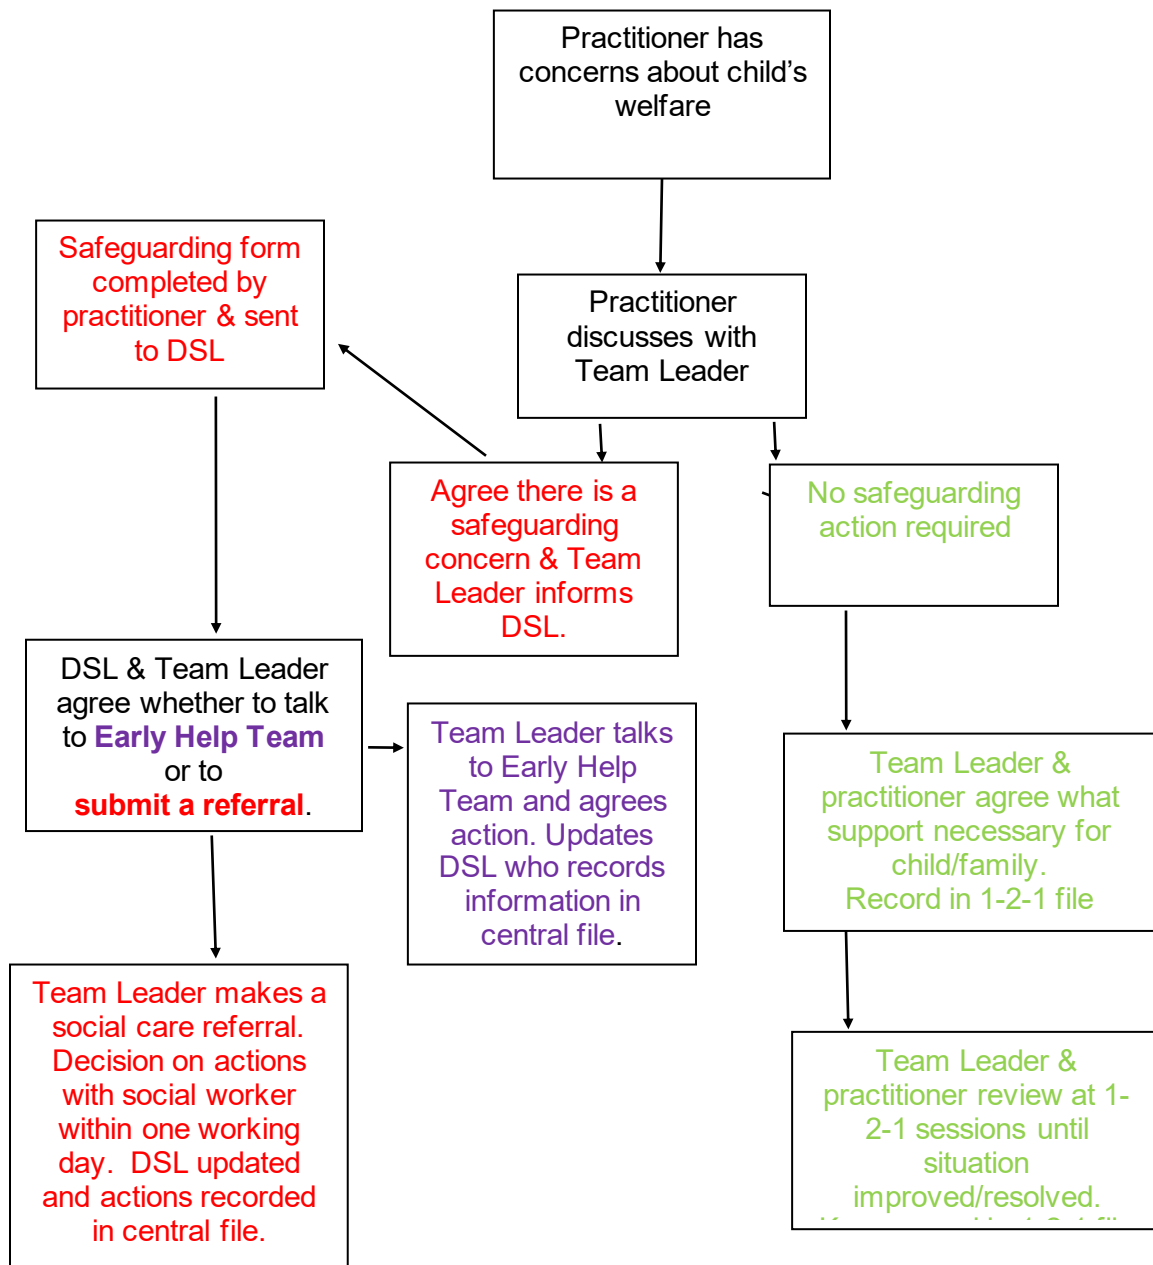 Practitioner has
concerns about child’s
welfare
Safeguarding form
completed by
practitioner & sent
to DSL
Practitioner
discusses with
Team Leader
Agree there is a
safeguarding
concern & Team
Leader informs
DSL.
No safeguarding
action required
DSL & Team Leader
agree whether to talk
to Early Help Team
or to
submit a referral.
Team Leader talks
to Early Help
Team and agrees
action. Updates
DSL who records
information in
central file.
Team Leader &
practitioner agree what
support necessary for
child/family.
Record in 1-2-1 file
Team Leader makes a
social care referral.
Decision on actions
with social worker
within one working
day. DSL updated
and actions recorded
in central file.
Team Leader &
practitioner review at 1-
2-1 sessions until
situation
improved/resolved.